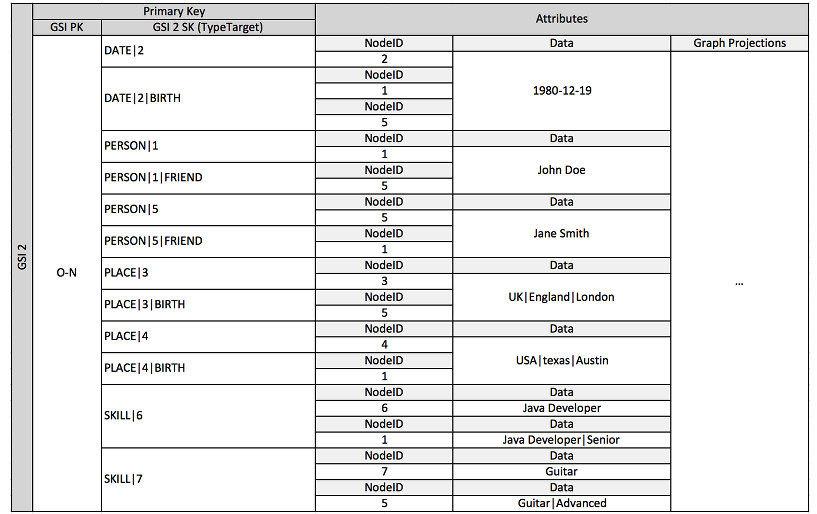 Primary Key
Attributes
GSI PK
GSI 2 SK (TypeTarget)
GSI 2
O-N
DATE|2
NodeID
Data
Graph Projections
2
1980-12-19
...
DATE|2|BIRTH
NodeID
1
NodeID
5
PERSON|1
NodeID
Data
1
John Doe
PERSON|1|FRIEND
NodeID
5
PERSON|5
NodeID
Data
5
Jane Smith
PERSON|5|FRIEND
NodeID
1
PLACE|3
NodeID
Data
3
UK|England|London
PLACE|3|BIRTH
NodeID
5
PLACE|4
NodeID
Data
4
USA|texas|Austin
PLACE|4|BIRTH
NodeID
1
SKILL|6
NodeID
Data
6
Java Developer
NodeID
Data
1
Java Developer|Senior
SKILL|7
NodeID
Data
7
Guitar
NodeID
Data
5
Guitar|Advanced